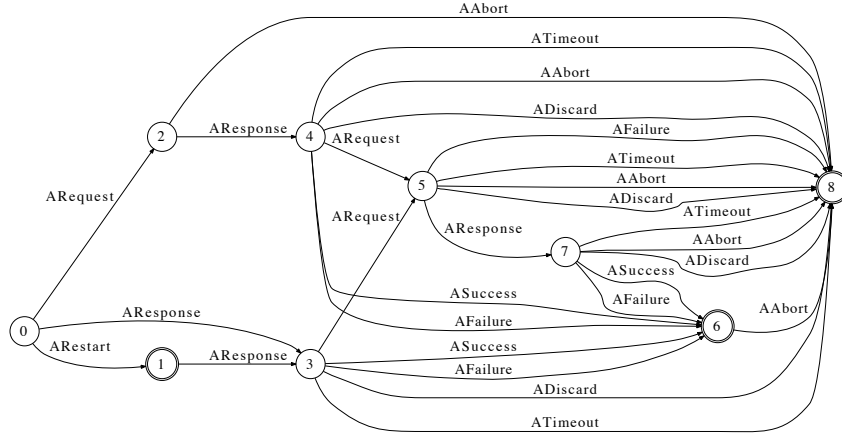 AAbort
ATimeout
AAbort
ADiscard
AFailure
2
AResponse
4
ARequest
ATimeout
AAbort
5
8
ADiscard
ARequest
ARequest
ATimeout
AResponse
AAbort
7
ADiscard
ASuccess
ASuccess
AFailure
AAbort
AResponse
AFailure
6
0
ASuccess
ARestart
AResponse
1
3
AFailure
ADiscard
ATimeout